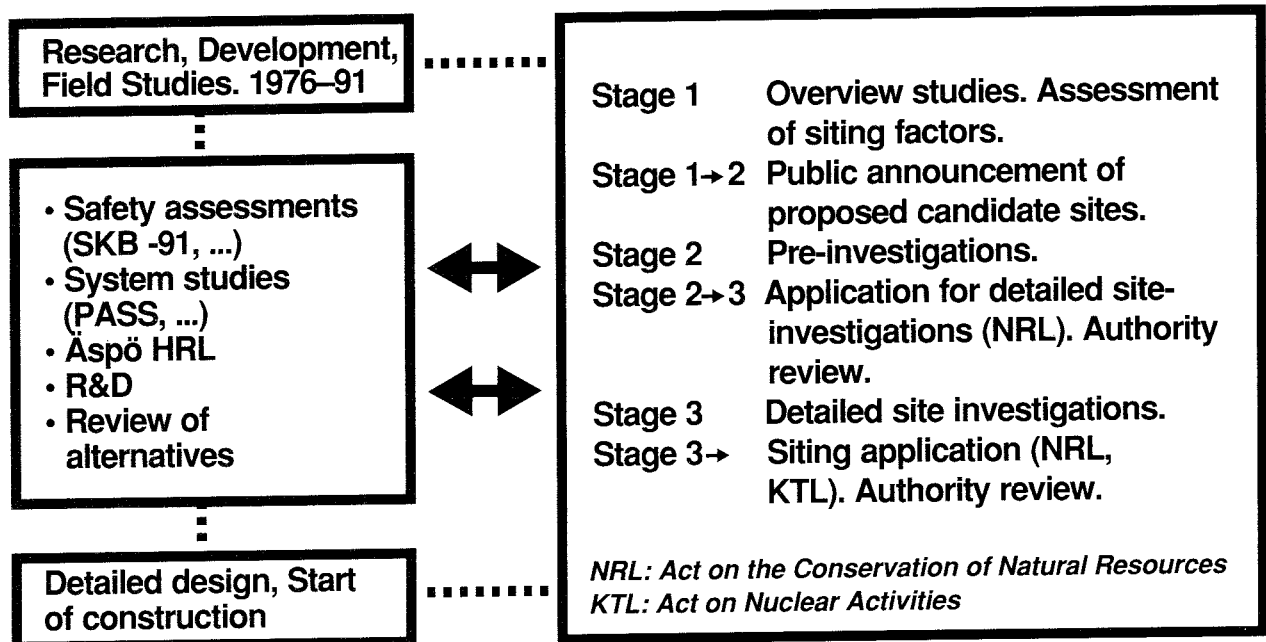 Research, Development,
Field Studies. 1976–91
• Safety assessments
(SKB -91, ...)
• System studies
(PASS, ...)
• Äspö HRL
• R&D
• Review of
alternatives
Detailed design, Start
of construction
Stage 1 Overview studies. Assessment
of siting factors.
Stage 1→2 Public announcement of
proposed candidate sites.
Stage 2 Pre-investigations.
Stage 2→3 Application for detailed site-
investigations (NRL). Authority
review.
Stage 3 Detailed site investigations.
Stage 3→ Siting application (NRL,
KTL). Authority review.
NRL: Act on the Conservation of Natural Resources
KTL: Act on Nuclear Activities